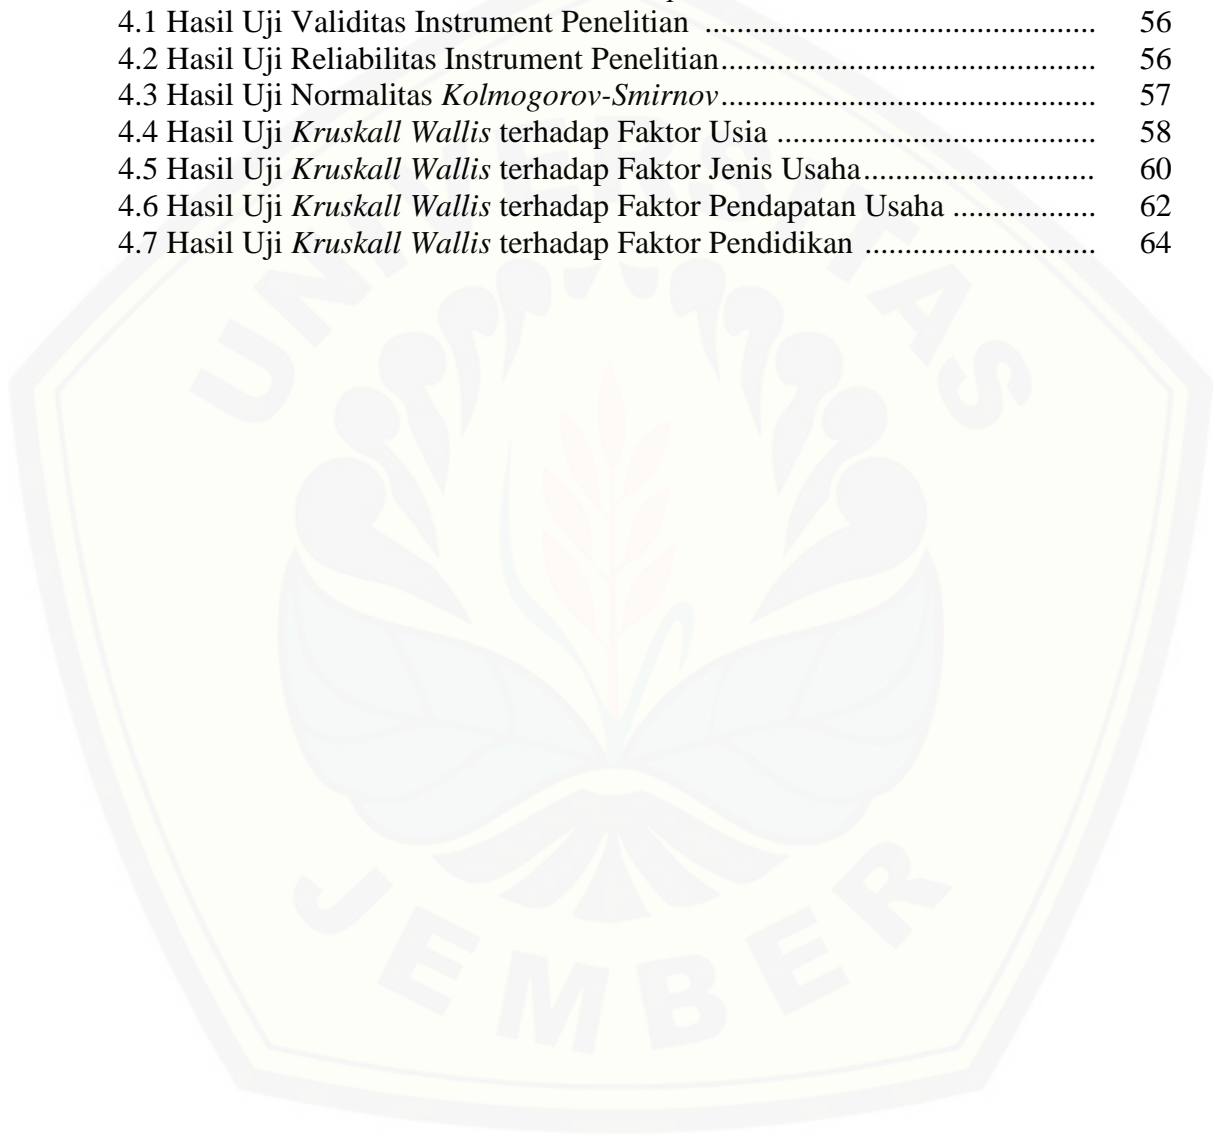 4.1 Hasil Uji Validitas Instrument Penelitian ................................................. 56
4.2 Hasil Uji Reliabilitas Instrument Penelitian............................................... 56
4.3 Hasil Uji Normalitas Kolmogorov-Smirnov............................................... 57
4.4 Hasil Uji Kruskall Wallis terhadap Faktor Usia ........................................ 58
4.5 Hasil Uji Kruskall Wallis terhadap Faktor Jenis Usaha............................. 60
4.6 Hasil Uji Kruskall Wallis terhadap Faktor Pendapatan Usaha .................. 62
4.7 Hasil Uji Kruskall Wallis terhadap Faktor Pendidikan ............................. 64
UNIVERSITAS
JEMBER